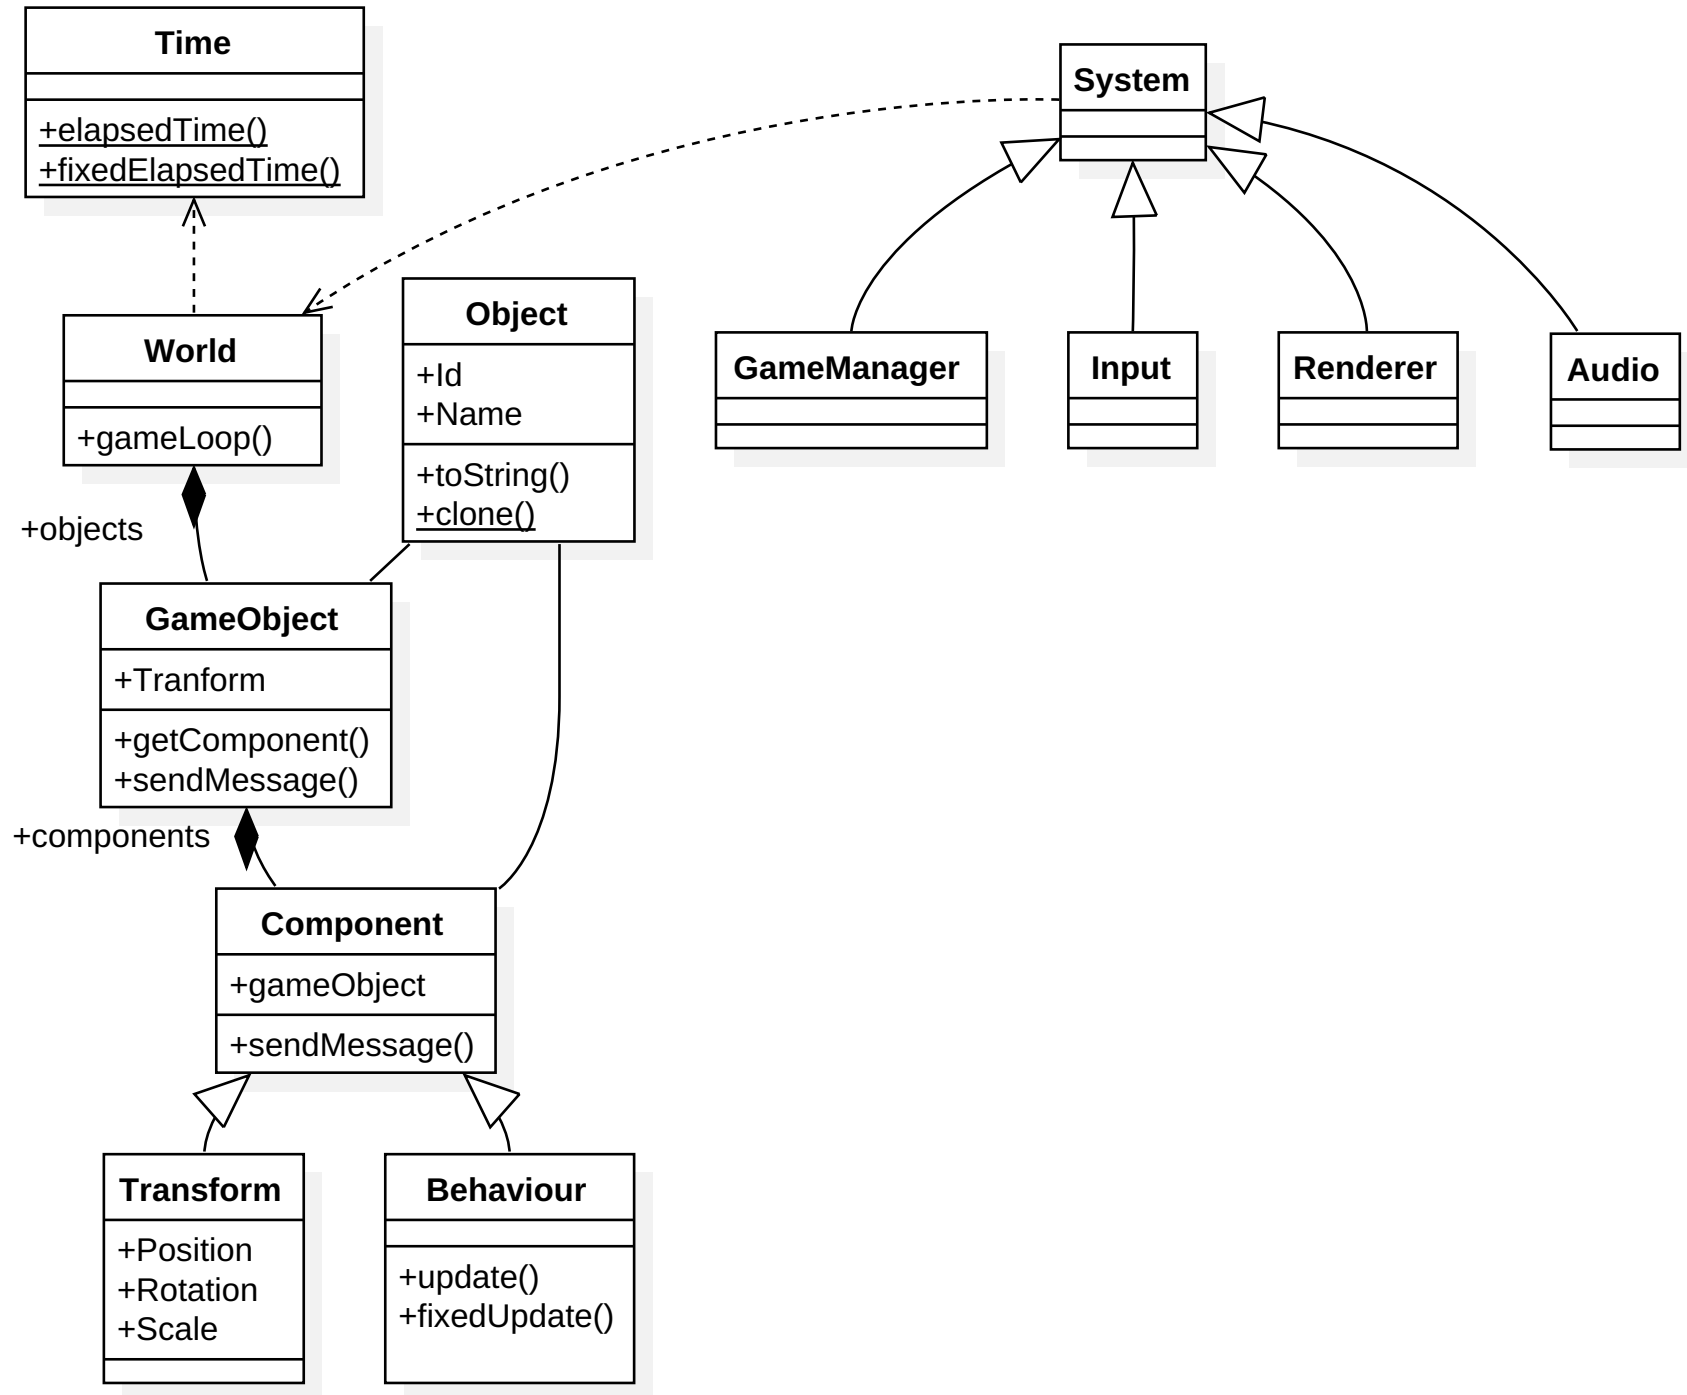 Time
+elapsedTime()
+fixedElapsedTime()
System
World
+gameLoop()
Object
+Id
+Name
+toString()
+clone()
GameManager
Input
Renderer
Audio
+objects
GameObject
+Tranform
+getComponent()
+sendMessage()
+components
Component
+gameObject
+sendMessage()
Transform
+Position
+Rotation
+Scale
Behaviour
+update()
+fixedUpdate()